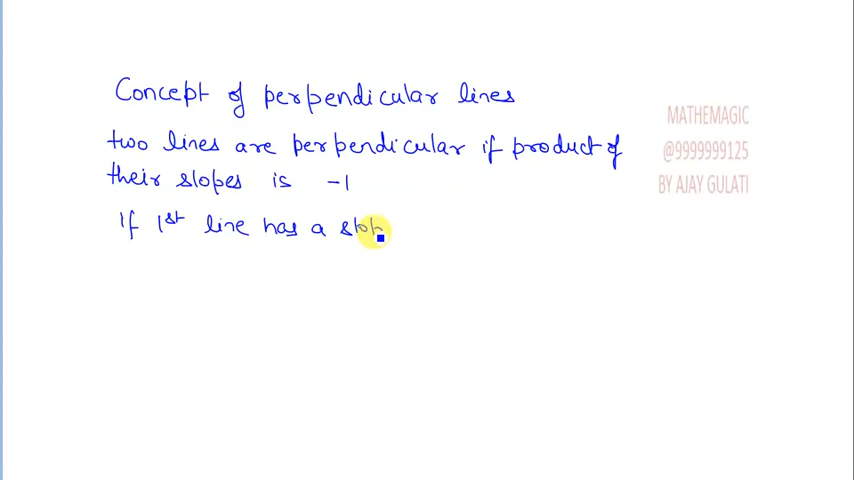 Concept of perpendicular lines
two lines are perpendicular if product of
their slopes is -1
If 1st line has a slop
MATHEMAGIC
@9999999125
BY AJAY GULATI